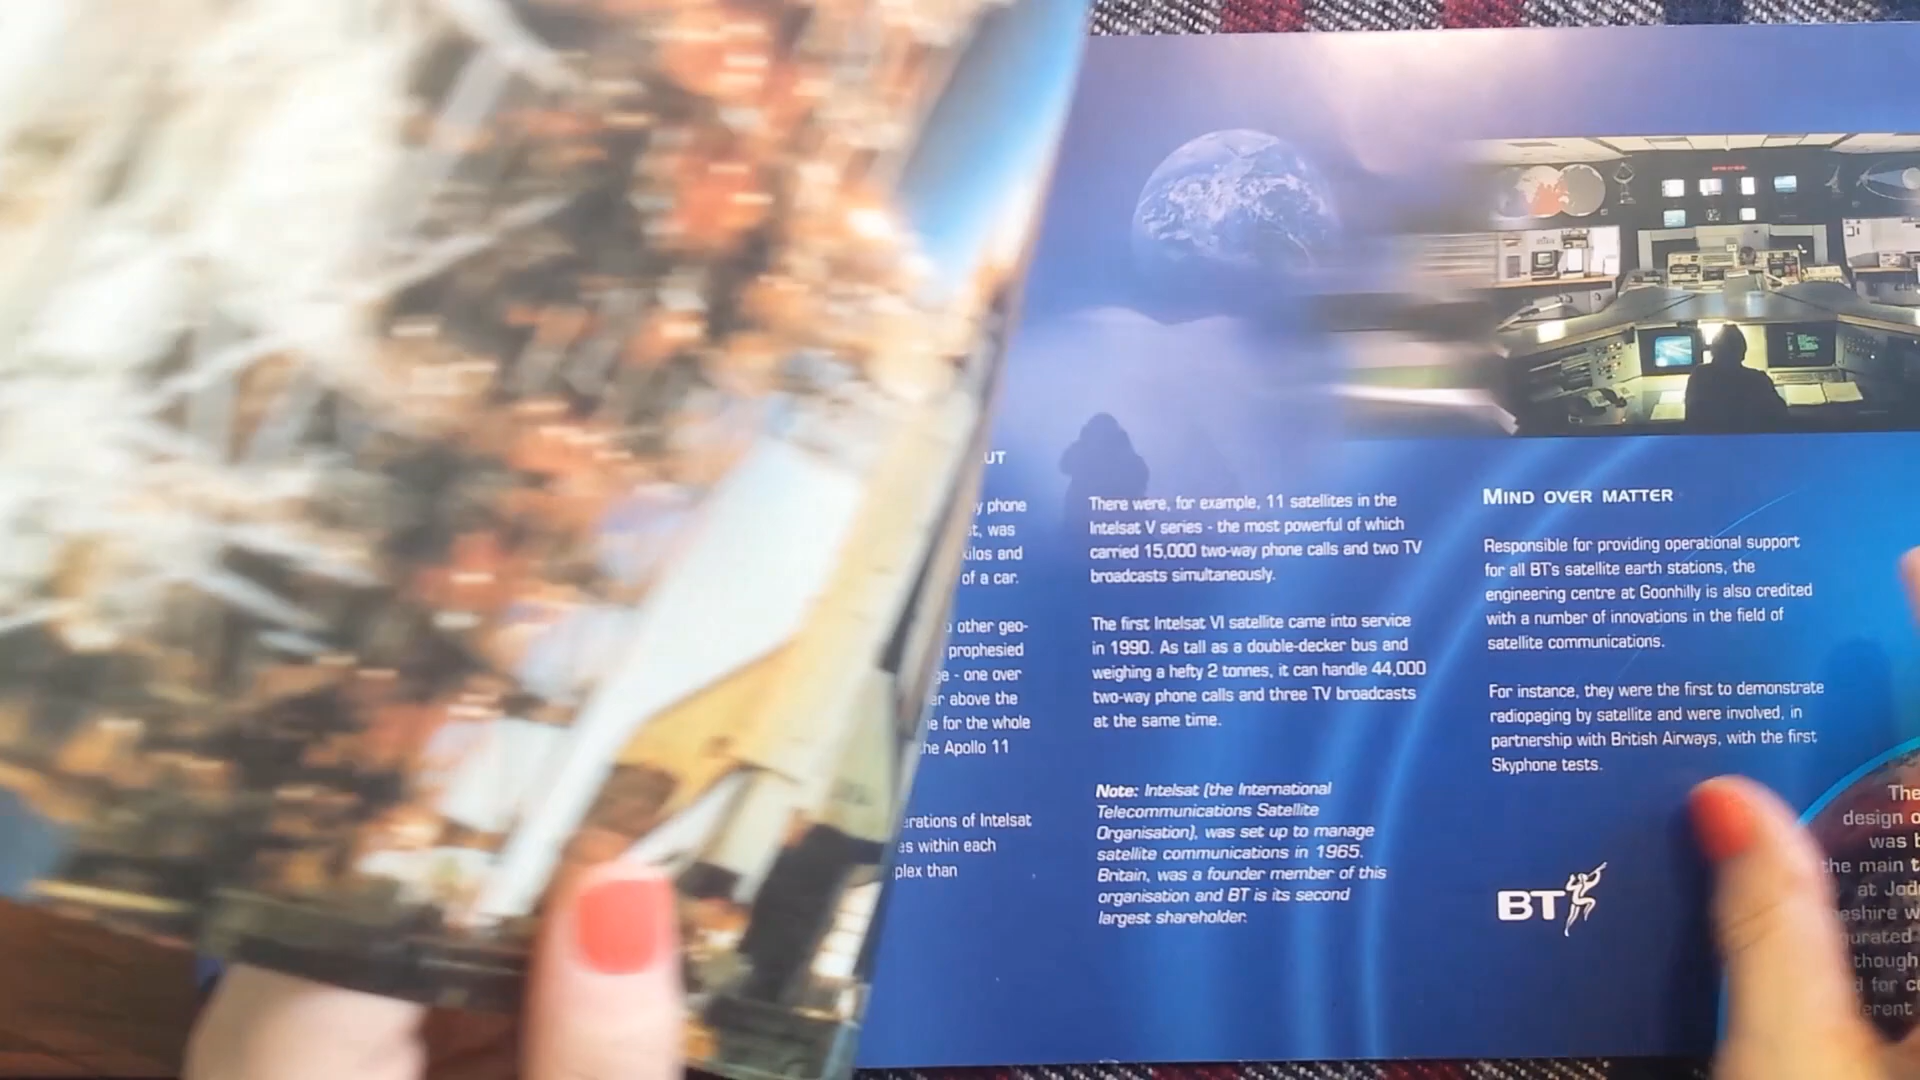 UT
phone
was
kilos and
of a car.
other geo-
prophesied
- one over
above the
for the whole
the Apollo 11
erations of Intelsat
within each
plex than
There were, for example, 11 satellites in the
Intelsat V series - the most powerful of which
carried 15,000 two-way phone calls and two TV
broadcasts simultaneously.
The first Intelsat VI satellite came into service
in 1990. As tall as a double-decker bus and
weighing a hefty 2 tonnes, it can handle 44,000
two-way phone calls and three TV broadcasts
at the same time.
Note: Intelsat (the International
Telecommunications Satellite
Organisation), was set up to manage
satellite communications in 1965.
Britain, was a founder member of this
organisation and BT is its second
largest shareholder.
MIND OVER MATTER
Responsible for providing operational support
for all BT's satellite earth stations, the
engineering centre at Goonhilly is also credited
with a number of innovations in the field of
satellite communications.
For instance, they were the first to demonstrate
radiopaging by satellite and were involved, in
partnership with British Airways, with the first
Skyphone tests.
BT
The
design o
was b
the main t
at Jod
eshire w
gurated
though
d for c
erent